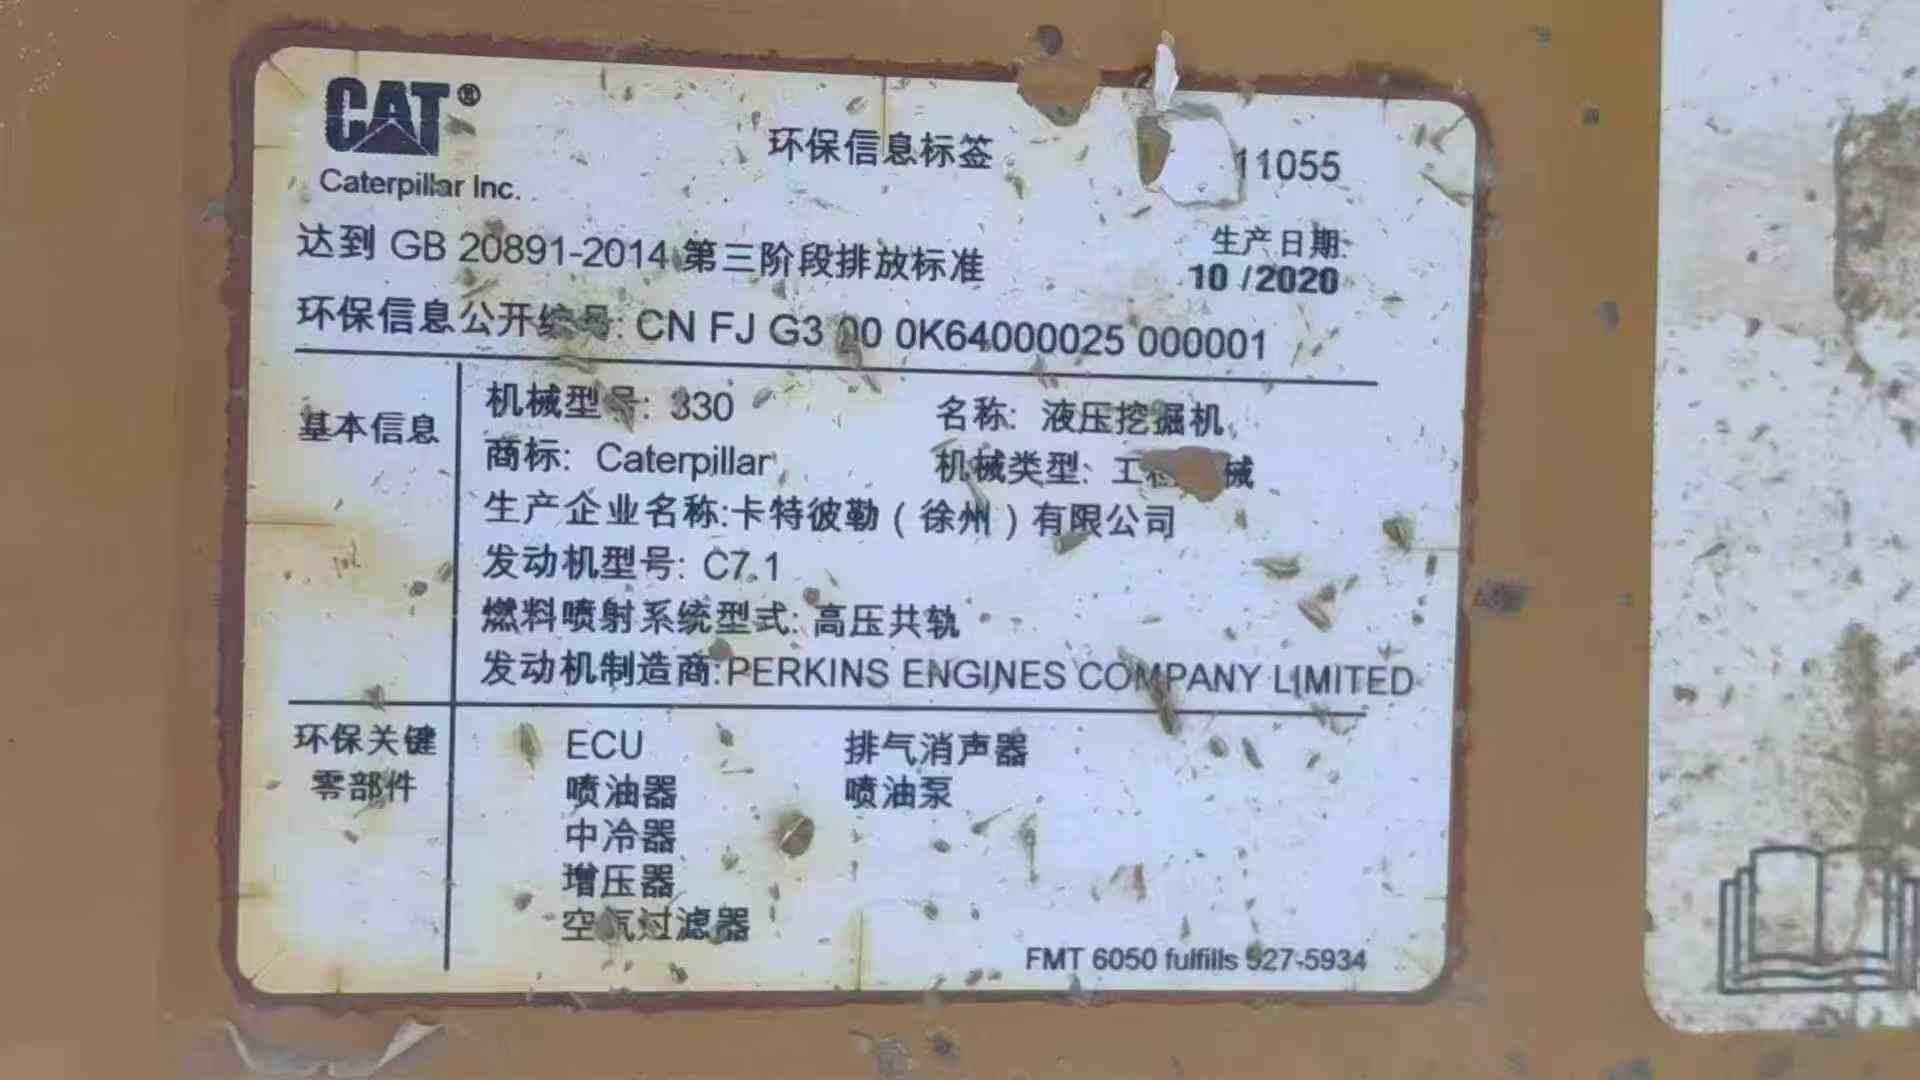 CAT®
Caterpillar Inc.
环保信息标签
11055
达到 GB 20891-2014 第三阶段排放标准
生产日期:
10 /2020
环保信息公开编号: CN FJ G3 00 0K64000025 000001
基本信息
机械型号: 330
名称: 液压挖掘机
商标: Caterpillar
机械类型: 工程 械
生产企业名称:卡特彼勒（徐州）有限公司
发动机型号: C7.1
燃料喷射系统型式: 高压共轨
发动机制造商:PERKINS ENGINES COMPANY LIMITED
环保关键
零部件
ECU
排气消声器
喷油器
喷油泵
中冷器
增压器
空气过滤器
FMT 6050 fulfills 527-5934